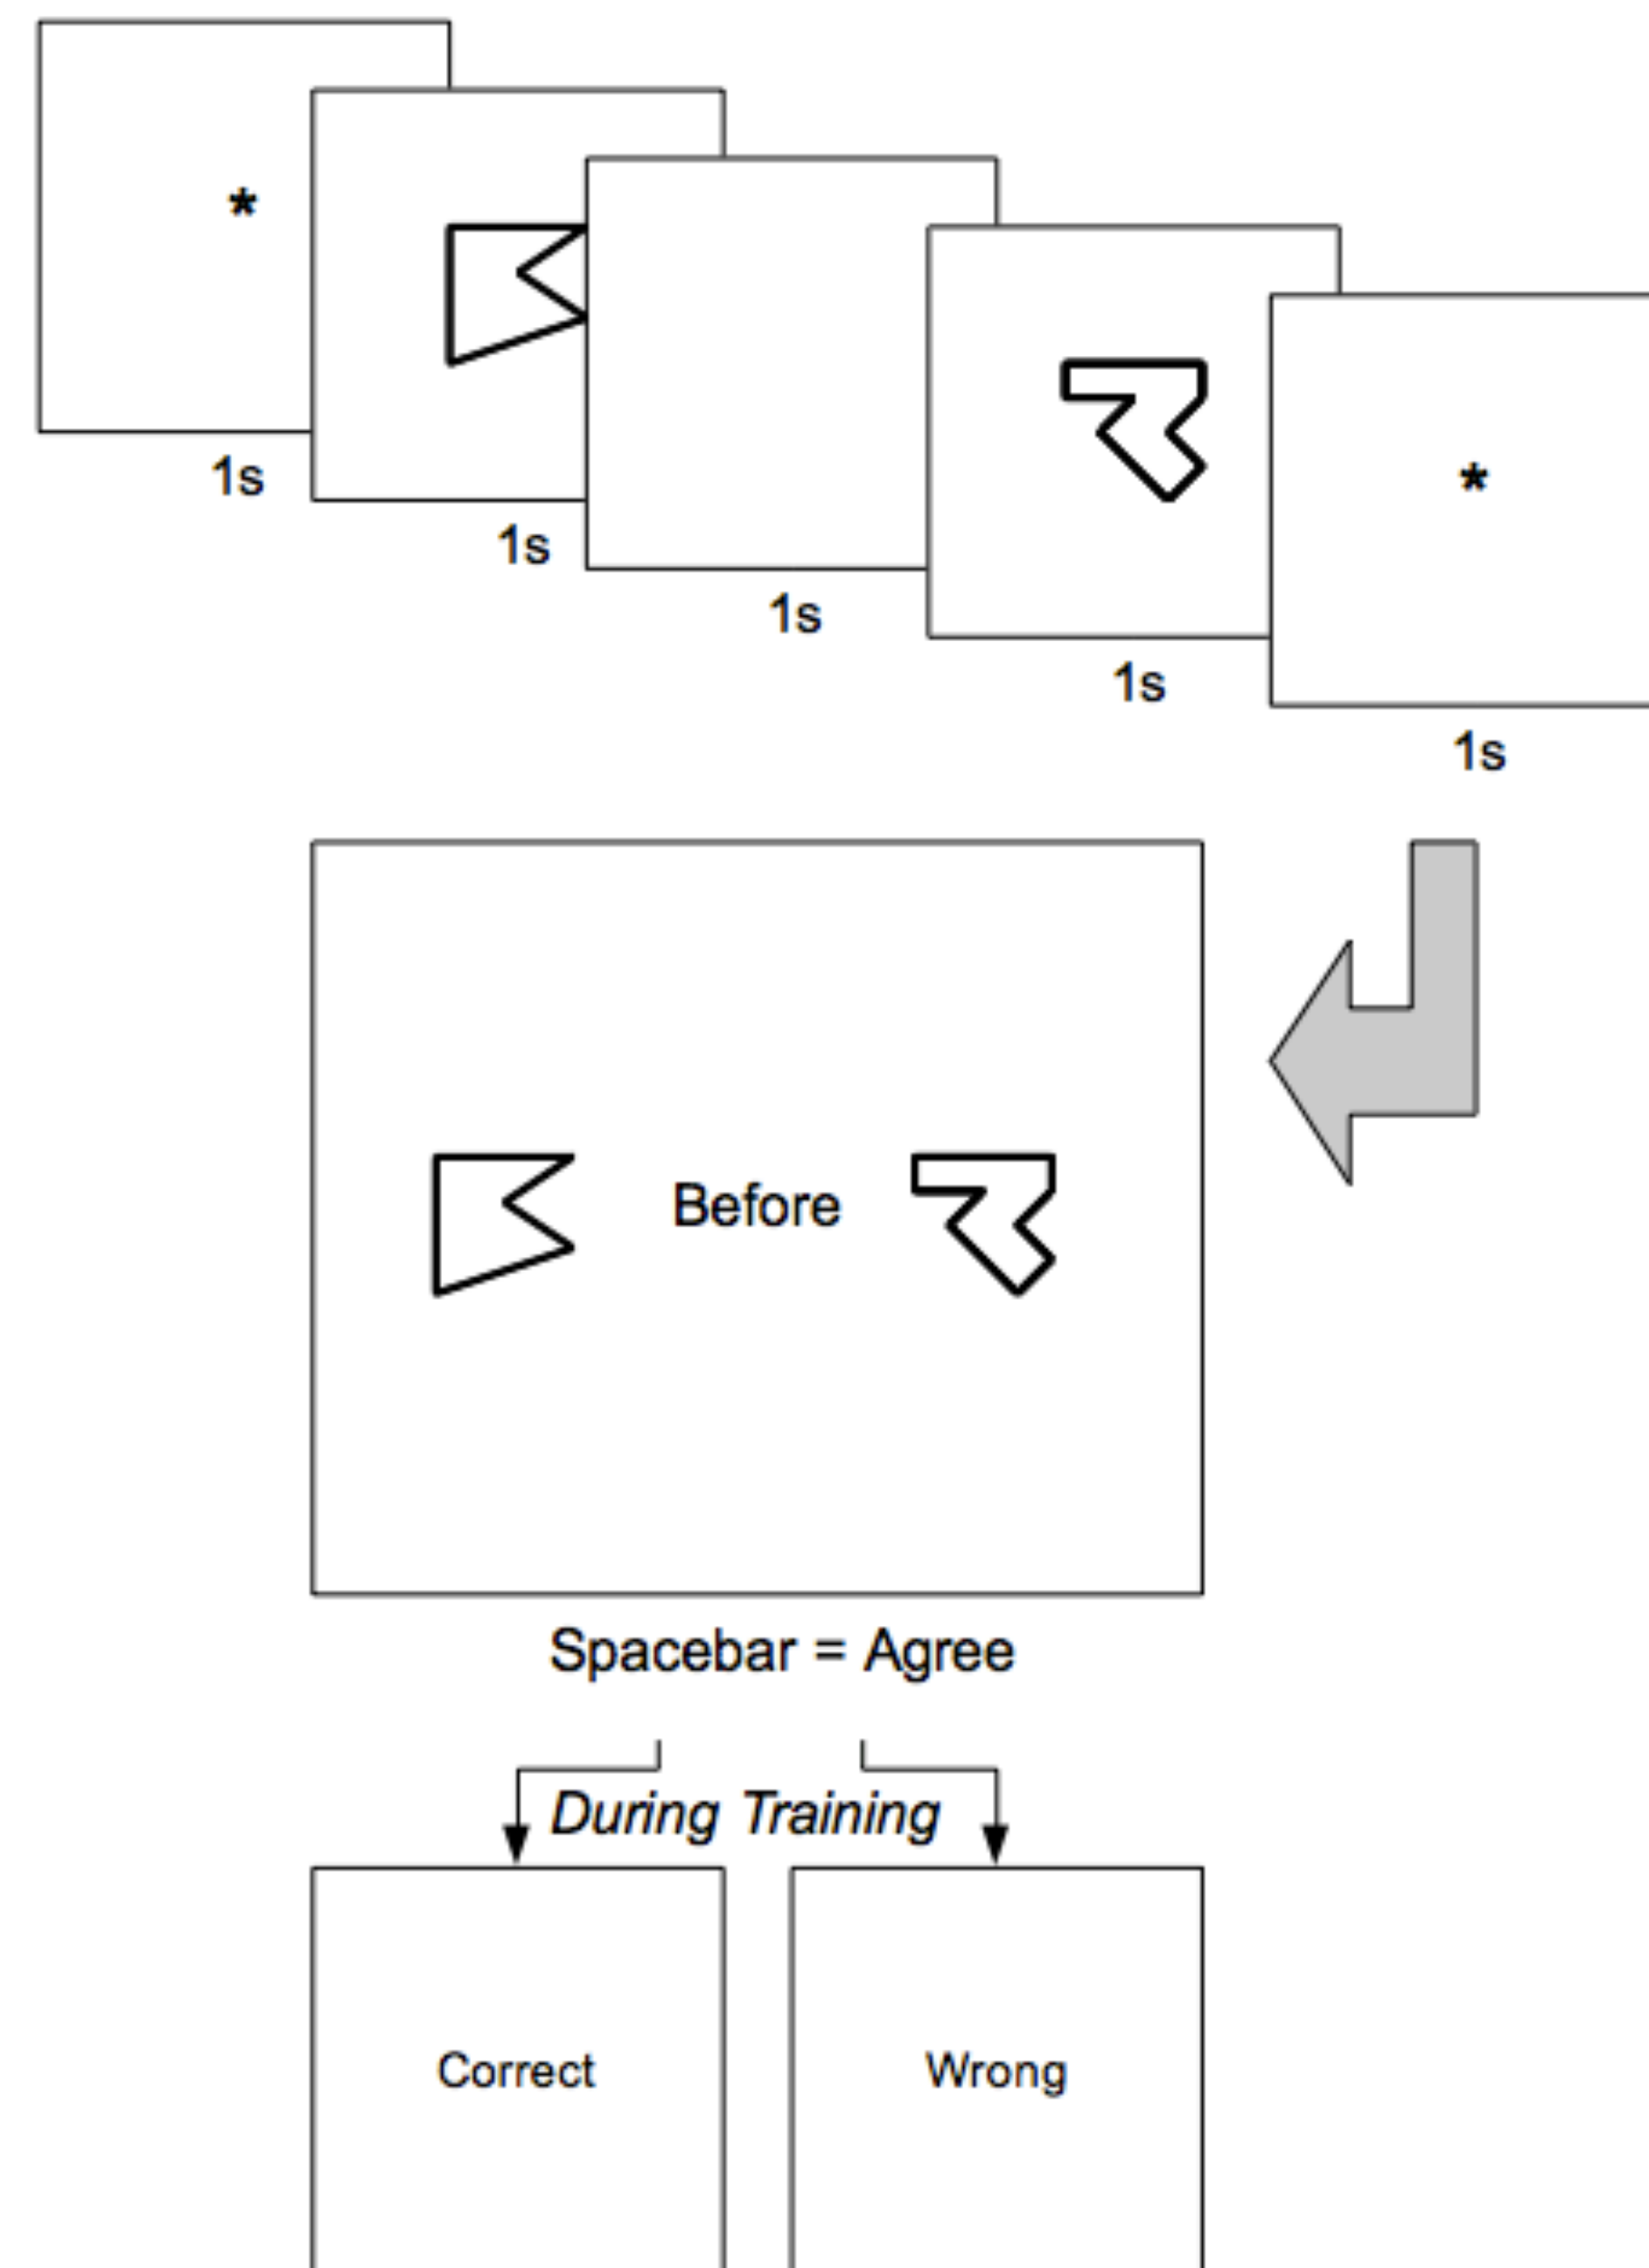 *
1s
1s
1s
1s
*
1s
Before
Spacebar = Agree
During Training
Correct
Wrong